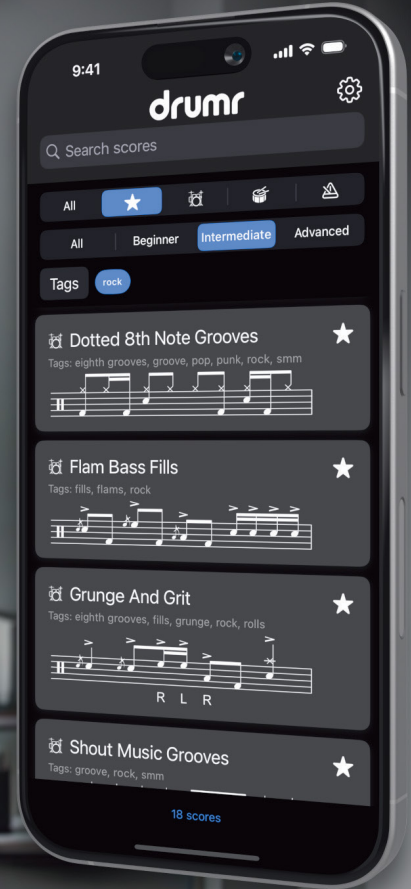 9:41
drumr
Search scores
All
All Beginner Intermediate Advanced
Tags rock
Dotted 8th Note Grooves
Tags: eighth grooves, groove, pop, punk, rock, smm
Flam Bass Fills
Tags: fills, flams, rock
Grunge And Grit
Tags: eighth grooves, fills, grunge, rock, rolls
R L R
Shout Music Grooves
Tags: groove, rock, smm
18 scores